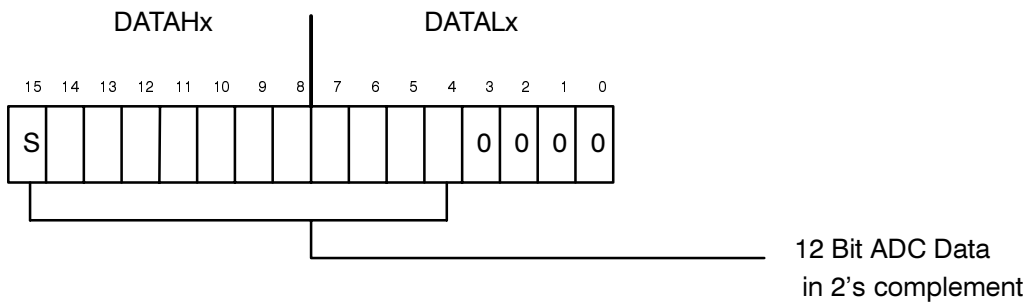 DATAHx DATALx
15 14 13 12 11 10 9 8 7 6 5 4 3 2 1 0
S 0 0 0 0
12 Bit ADC Data
in 2's complement